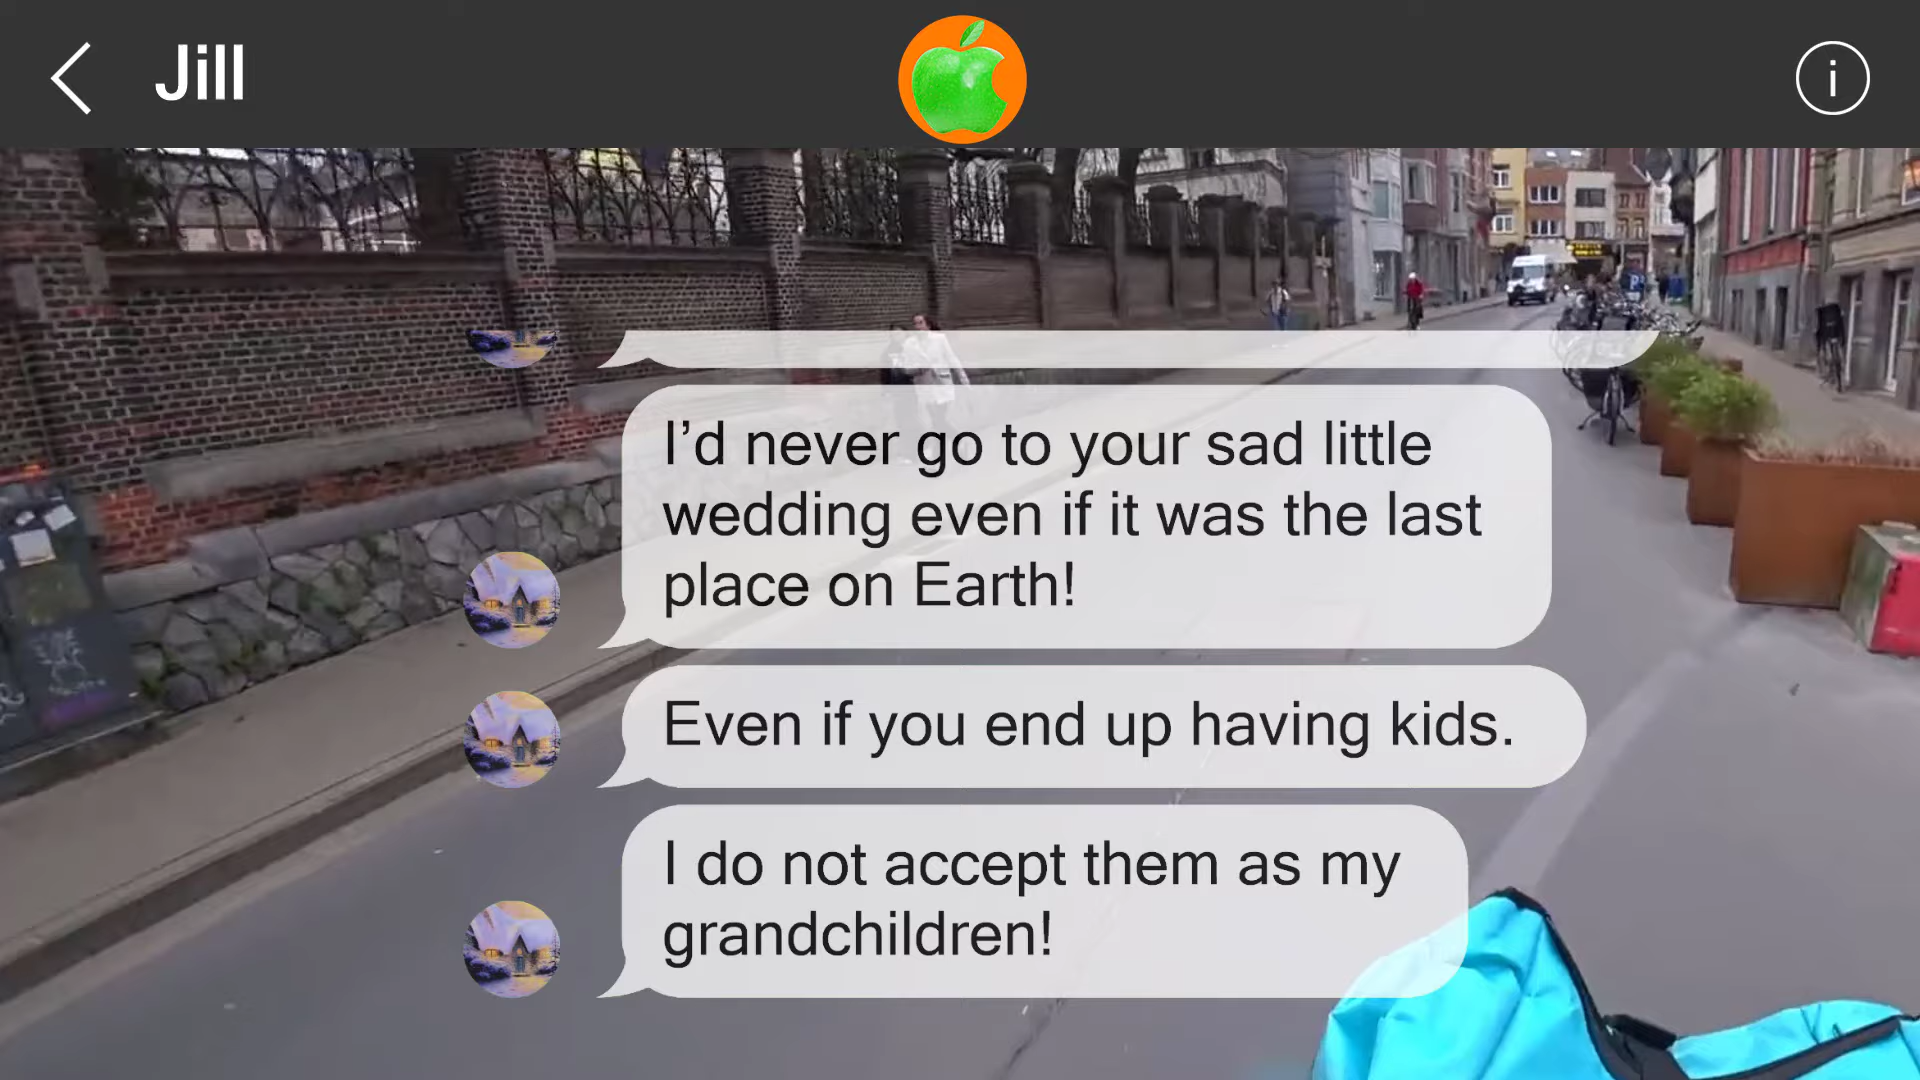 Jill
I’d never go to your sad little
wedding even if it was the last
place on Earth!
Even if you end up having kids.
I do not accept them as my
grandchildren!